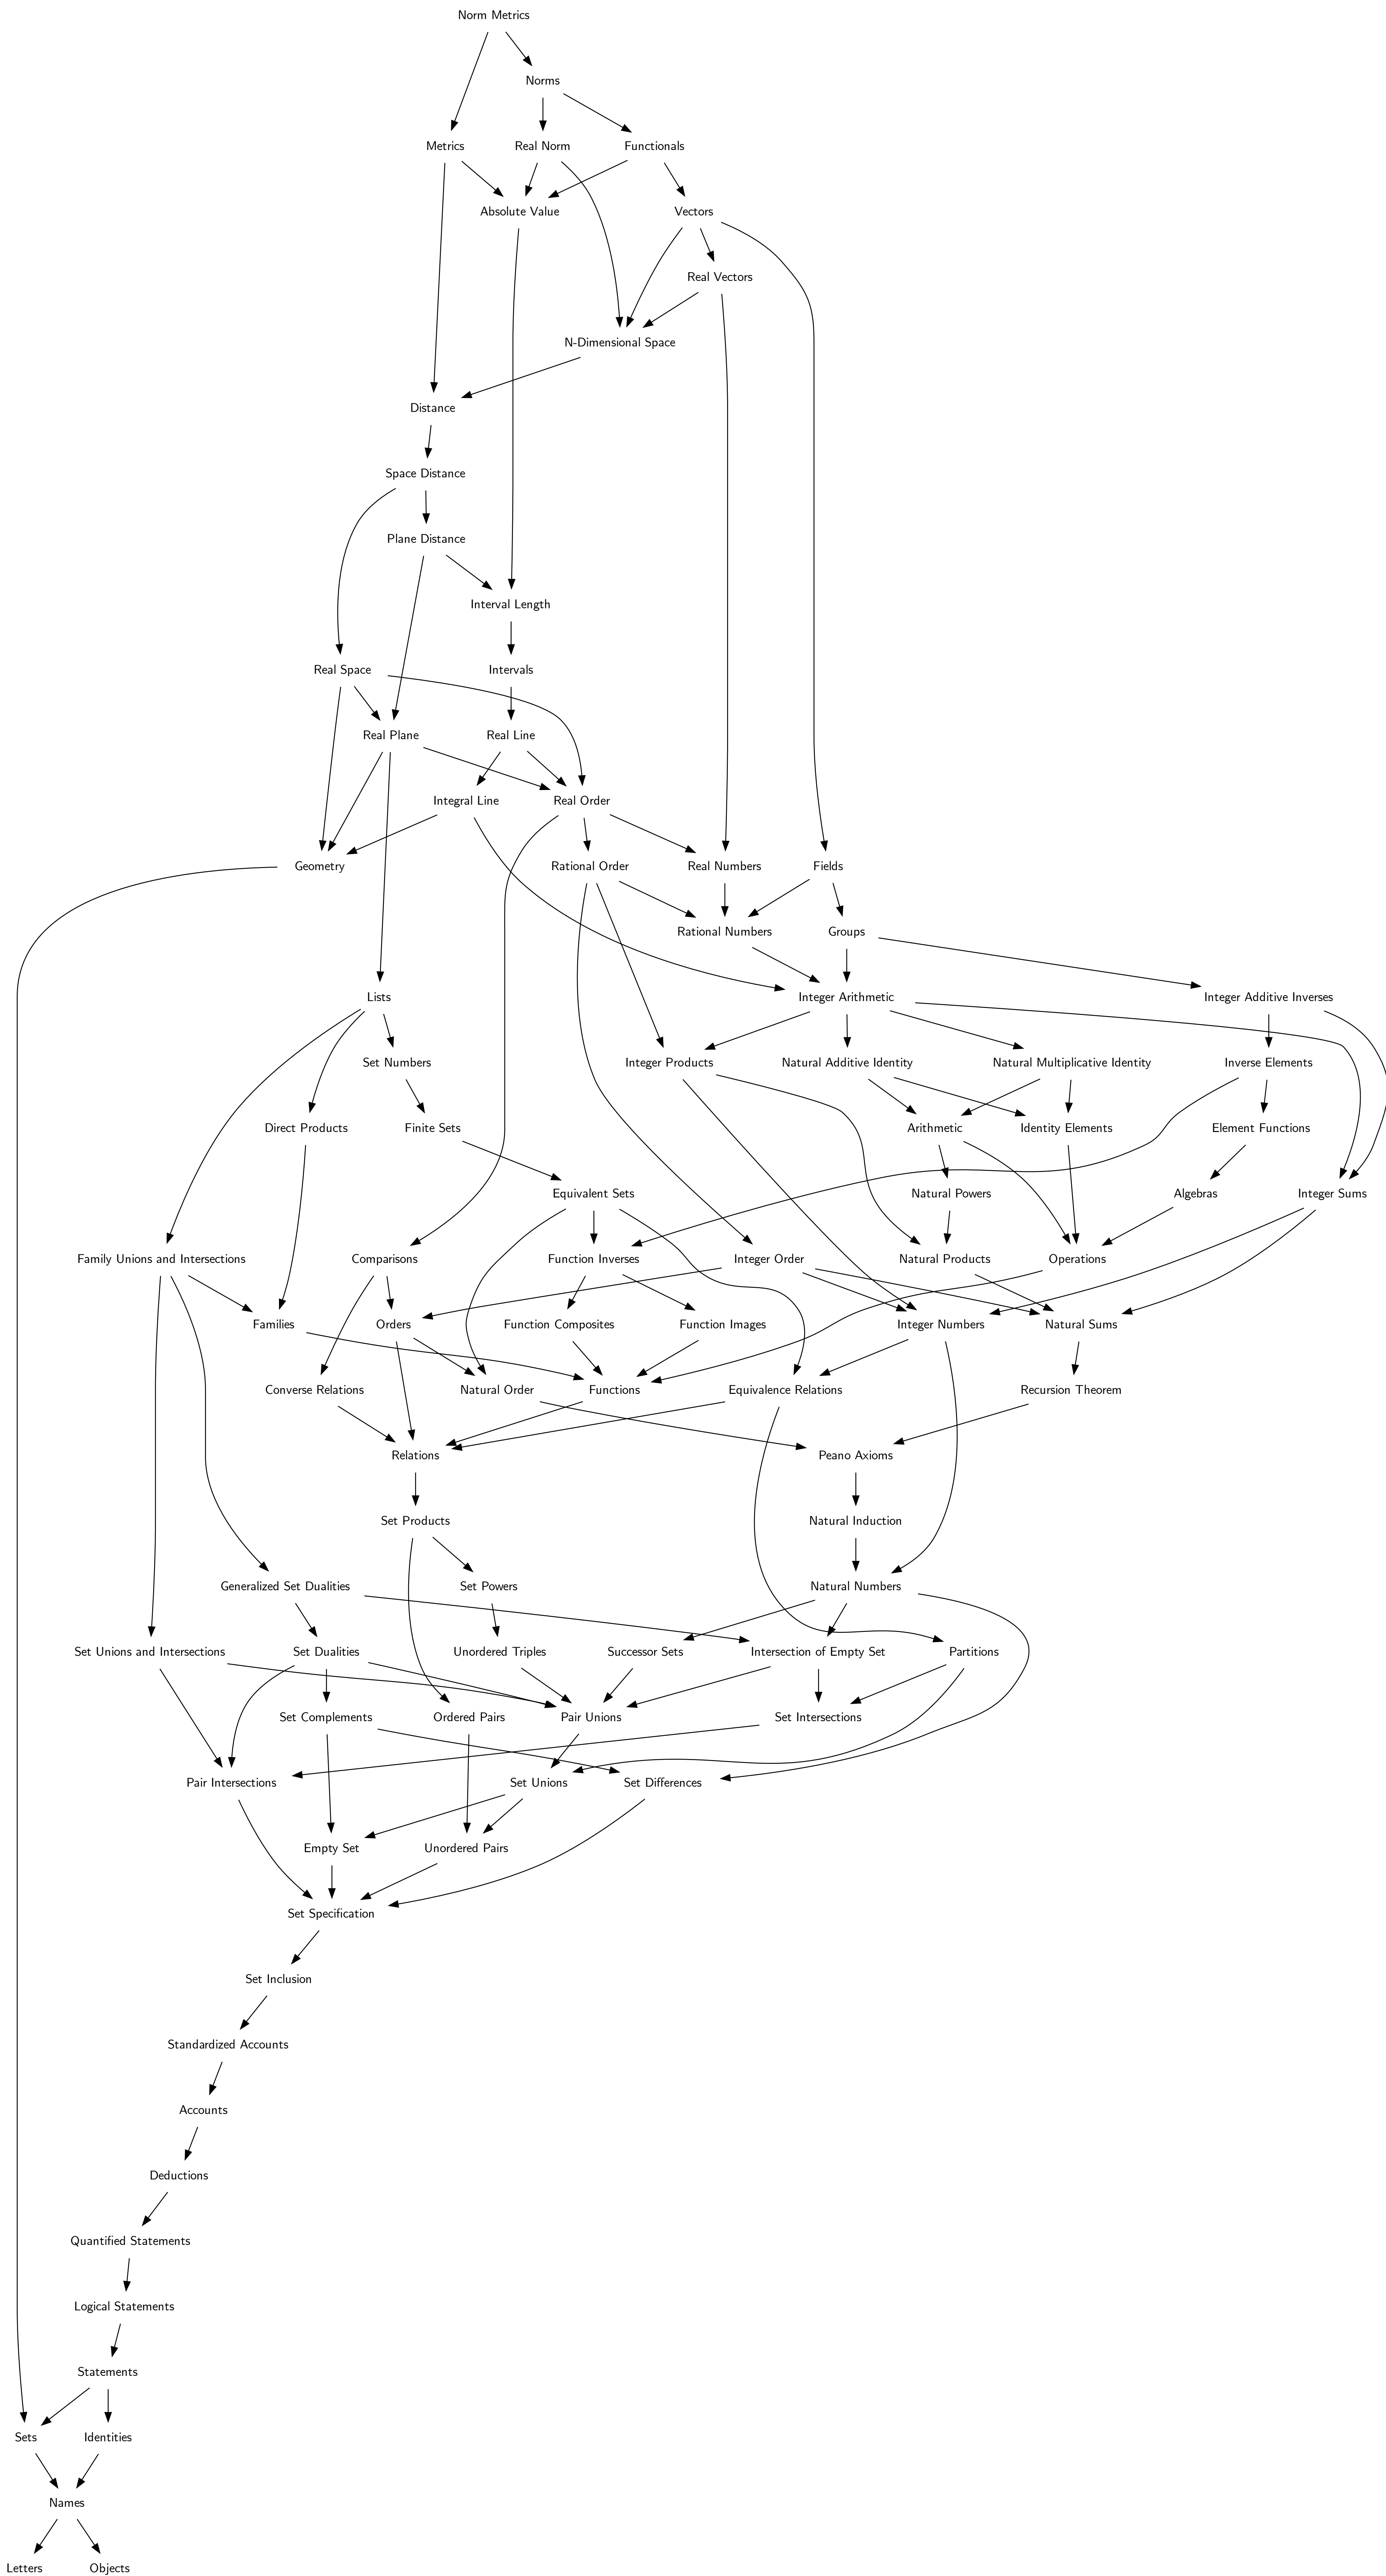 Norm Metrics
Norms
Metrics
Real Norm
Functionals
Absolute Value
Vectors
Real Vectors
N-Dimensional Space
Distance
Space Distance
Plane Distance
Interval Length
Real Space
Intervals
Real Plane
Real Line
Integral Line
Real Order
Geometry
Rational Order
Real Numbers
Fields
Rational Numbers
Groups
Lists
Integer Arithmetic
Integer Additive Inverses
Set Numbers
Integer Products
Natural Additive Identity
Natural Multiplicative Identity
Inverse Elements
Direct Products
Finite Sets
Arithmetic
Identity Elements
Element Functions
Equivalent Sets
Natural Powers
Algebras
Integer Sums
Family Unions and Intersections
Comparisons
Function Inverses
Integer Order
Natural Products
Operations
Families
Orders
Function Composites
Function Images
Integer Numbers
Natural Sums
Converse Relations
Natural Order
Functions
Equivalence Relations
Recursion Theorem
Relations
Peano Axioms
Set Products
Natural Induction
Generalized Set Dualities
Set Powers
Natural Numbers
Set Unions and Intersections
Set Dualities
Unordered Triples
Successor Sets
Intersection of Empty Set
Partitions
Set Complements
Ordered Pairs
Pair Unions
Set Intersections
Pair Intersections
Set Unions
Set Differences
Empty Set
Unordered Pairs
Set Specification
Set Inclusion
Standardized Accounts
Accounts
Deductions
Quantified Statements
Logical Statements
Statements
Sets
Identities
Names
Letters
Objects